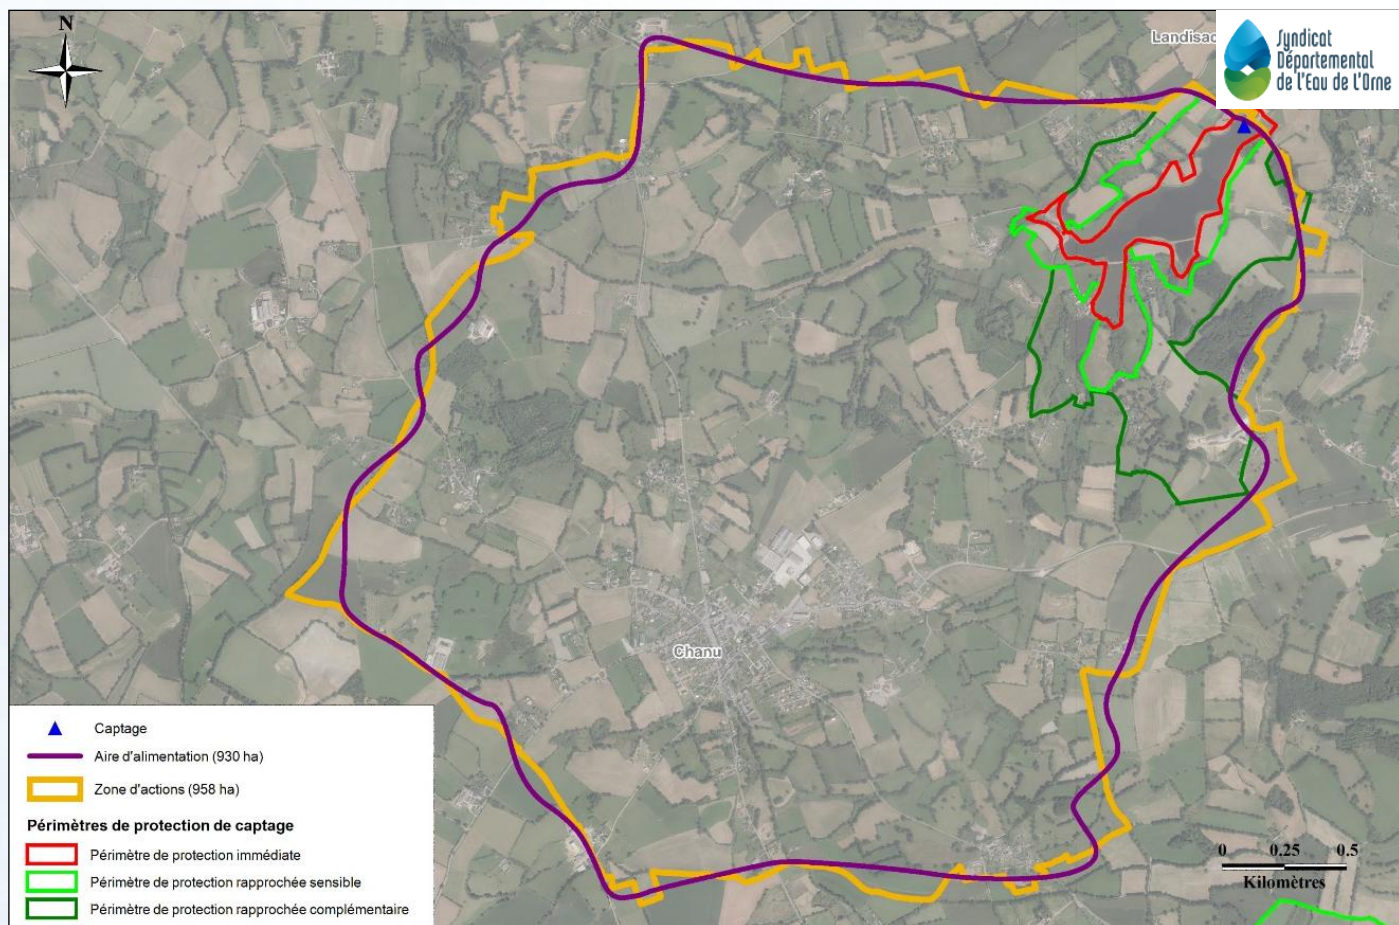 N
Landisac
Syndicat
Départemental
de l'Eau de l'Orne
Chanu
Captage
Aire d'alimentation (930 ha)
Zone d'actions (958 ha)
Périmètres de protection de captage
Périmètre de protection immédiate
Périmètre de protection rapprochée sensible
Périmètre de protection rapprochée complémentaire
0 0.25 0.5
Kilomètres